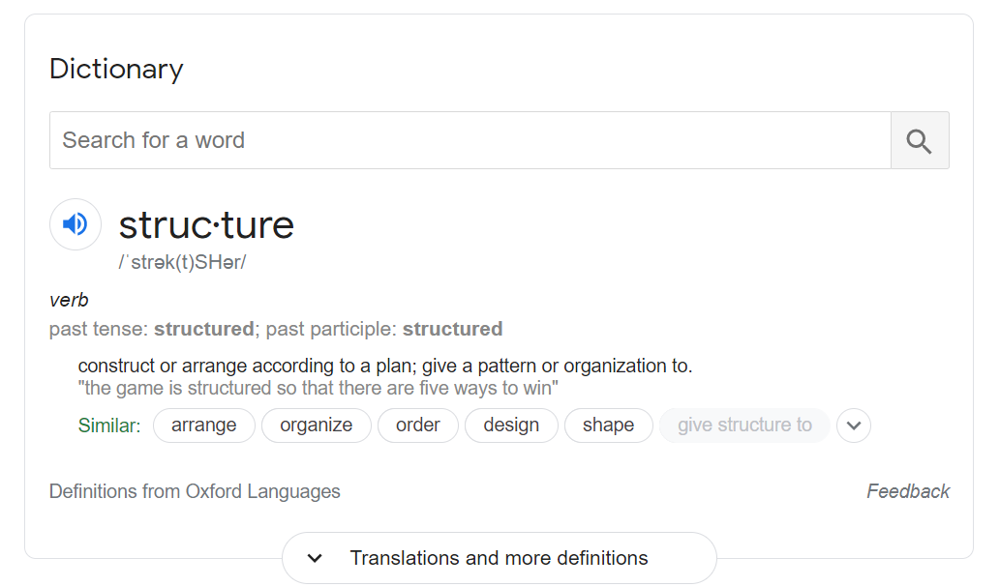 Dictionary
Search for a word
struc·ture
/ˈstrək(t)SHər/
verb
past tense: structured; past participle: structured
construct or arrange according to a plan; give a pattern or organization to.
"the game is structured so that there are five ways to win"
Similar: arrange organize order design shape give structure to
Definitions from Oxford Languages Feedback
Translations and more definitions